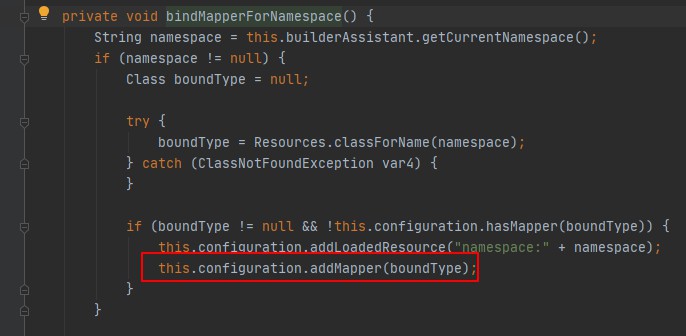 private void bindMapperForNamespace() {
String namespace = this.builderAssistant.getCurrentNamespace();
if (namespace != null) {
Class boundType = null;
try {
boundType = Resources.classForName(namespace);
} catch (ClassNotFoundException var4) {
}
if (boundType != null && !this.configuration.hasMapper(boundType)) {
this.configuration.addLoadedResource("namespace:" + namespace);
this.configuration.addMapper(boundType);
}
}